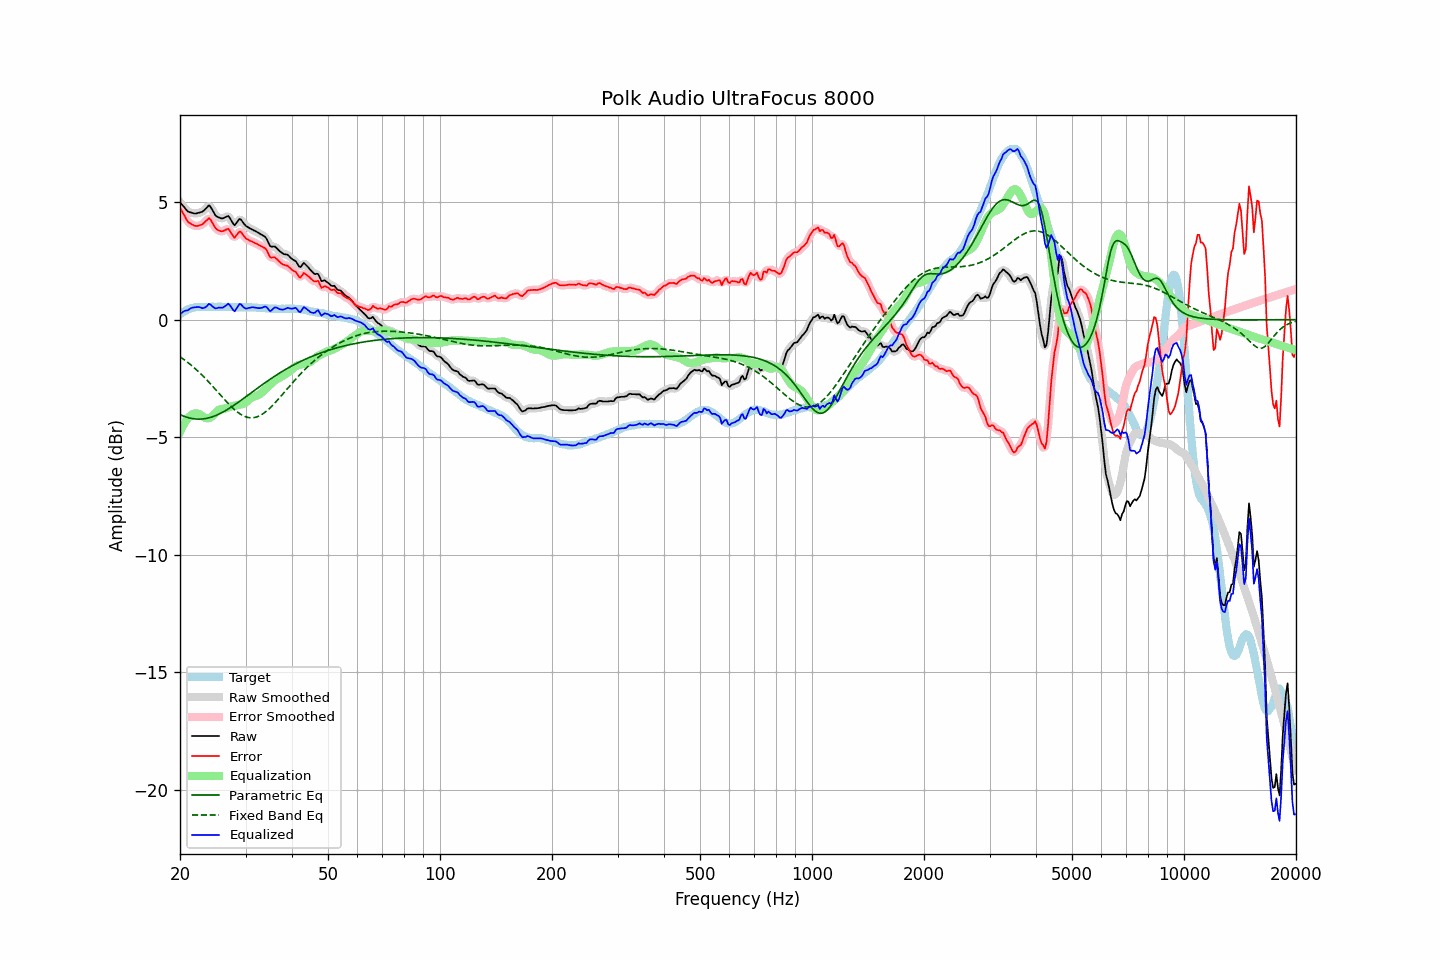 Polk Audio UltraFocus 8000
Amplitude (dBr)
5
0
−5
−10
−15
−20
Target
Raw Smoothed
Error Smoothed
Raw
Error
Equalization
Parametric Eq
Fixed Band Eq
Equalized
20 50 100 200 500 1000 2000 5000 10000 20000
Frequency (Hz)